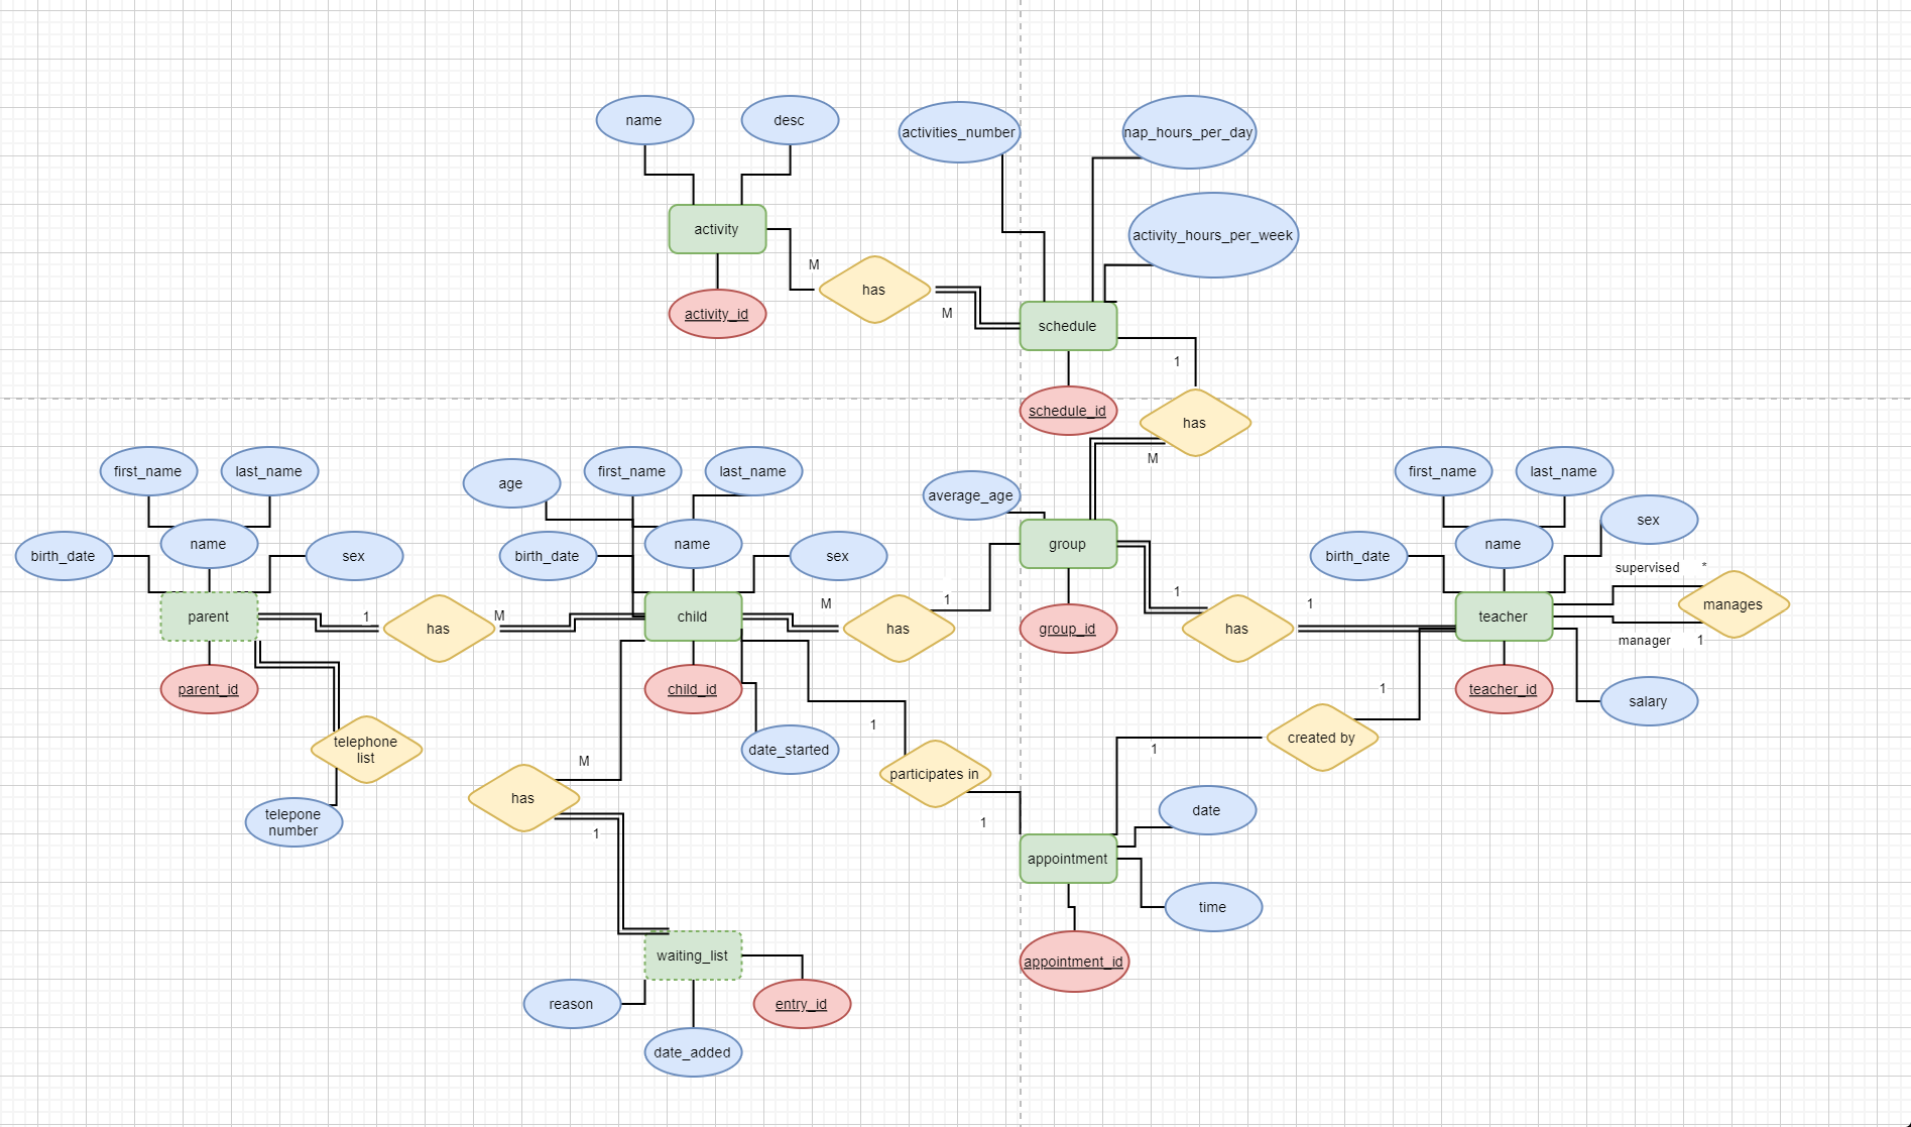 name
desc
activities_number
nap_hours_per_day
activity
activity_hours_per_week
M
has
M
activity_id
schedule
1
schedule_id
has
M
first_name
last_name
age
first_name
last_name
average_age
first_name
last_name
sex
birth_date
name
sex
birth_date
name
sex
group
birth_date
name
supervised
*
parent
1
has
M
child
M
has
1
group_id
1
has
1
teacher
manages
manager
1
parent_id
child_id
teacher_id
salary
1
telephone
list
date_started
1
created by
1
M
has
1
participates in
1
telepone
number
date
appointment
time
waiting_list
appointment_id
reason
entry_id
date_added